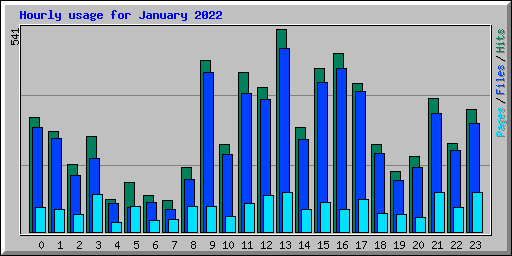 Hourly usage for January 2022
541
Pages/Files/Hits
0 1 2 3 4 5 6 7 8 9 10 11 12 13 14 15 16 17 18 19 20 21 22 23